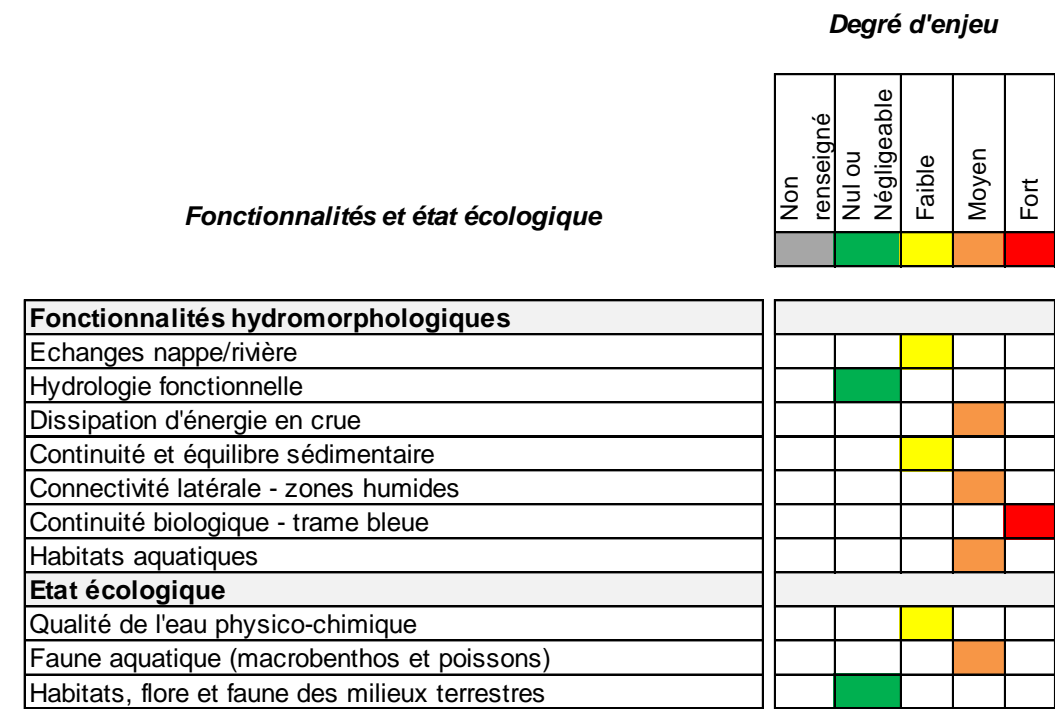 Degré d'enjeu
Non
renseigné
Nul ou
Négligeable
Faible
Moyen
Fort
Fonctionnalités et état écologique
Fonctionnalités hydromorphologiques
Echanges nappe/rivière
Hydrologie fonctionnelle
Dissipation d'énergie en crue
Continuité et équilibre sédimentaire
Connectivité latérale - zones humides
Continuité biologique - trame bleue
Habitats aquatiques
Etat écologique
Qualité de l'eau physico-chimique
Faune aquatique (macrobenthos et poissons)
Habitats, flore et faune des milieux terrestres